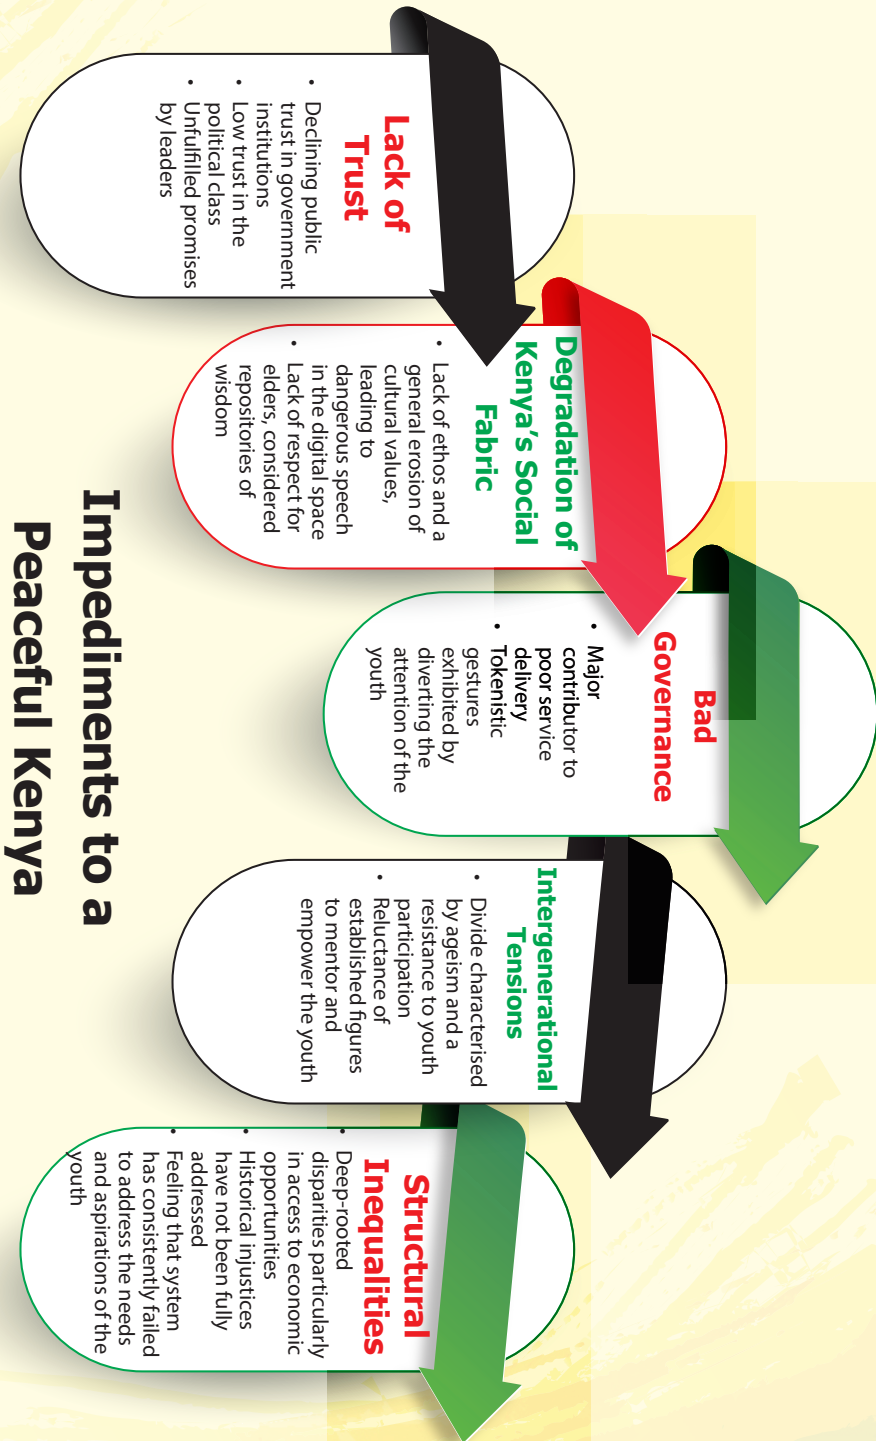 Lack of
Trust
• Declining public
trust in government
institutions
• Low trust in the
political class
• Unfulfilled promises
by leaders
Degradation of
Kenya's Social
Fabric
• Lack of ethos and a
general erosion of
cultural values,
leading to
dangerous speech
in the digital space
• Lack of respect for
elders, considered
repositories of
wisdom
Bad
Governance
• Major
contributor to
poor service
delivery
• Tokenistic
gestures
exhibited by
diverting the
attention of the
youth
Intergenerational
Tensions
• Divide characterised
by ageism and a
resistance to youth
participation
• Reluctance of
established figures
to mentor and
empower the youth
Structural
Inequalities
• Deep-rooted
disparities particularly
in access to economic
opportunities
• Historical injustices
have not been fully
addressed
• Feeling that system
has consistently failed
to address the needs
and aspirations of the
youth
Impediments to a
Peaceful Kenya